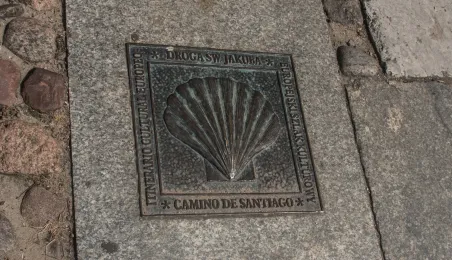 DROGA ŚW. JAKUBA
CAMINO DE SANTIAGO
ITINERARIO CULTURAL EUROPEO